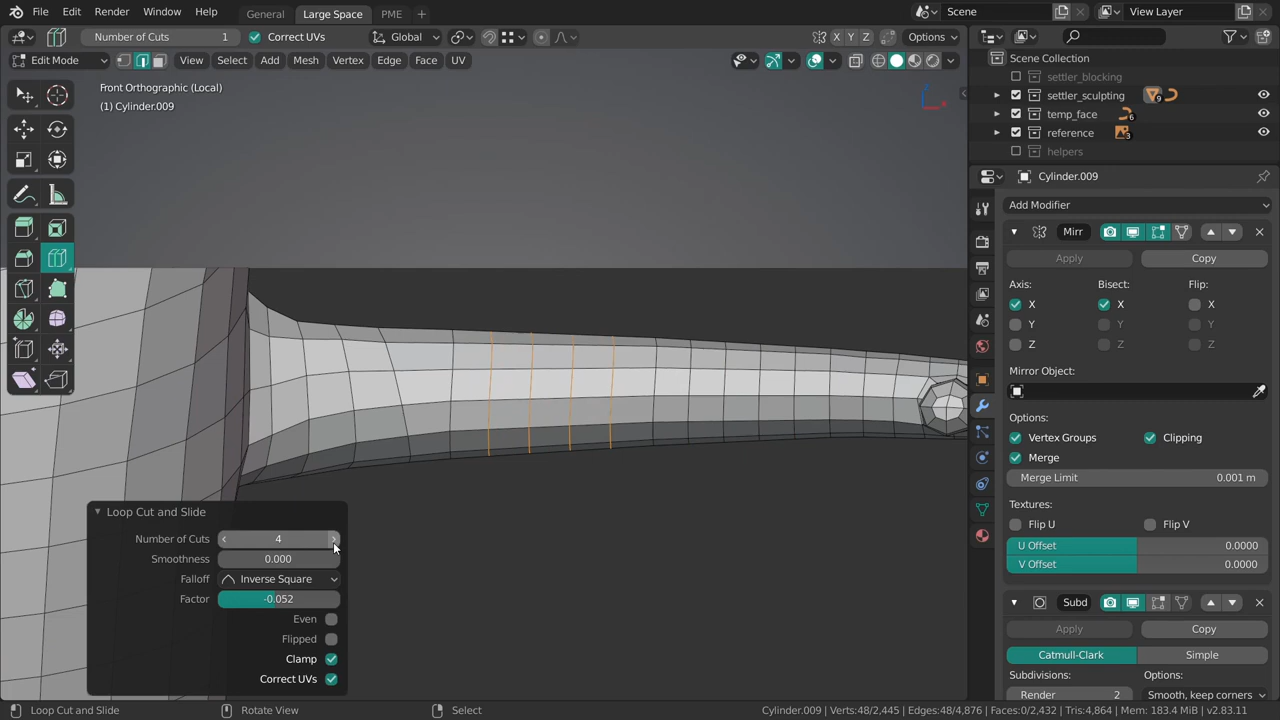 File Edit Render Window Help General Large Space PME + Scene View Layer
Number of Cuts 1 Correct UVs Global X Y Z Options
Edit Mode View Select Add Mesh Vertex Edge Face UV
Front Orthographic (Local)
(1) Cylinder.009
Scene Collection
settler_blocking
settler_sculpting 9
temp_face 6
reference 3
helpers
Cylinder.009
Add Modifier
Mirr
Apply Copy
Axis: Bisect: Flip:
X X X
Y Y Y
Z Z Z
Mirror Object:
Options:
Vertex Groups Clipping
Merge
Merge Limit 0.001 m
Textures:
Flip U Flip V
U Offset 0.0000
V Offset 0.0000
Subd
Apply Copy
Catmull-Clark Simple
Subdivisions: Options:
Render 2 Smooth, keep corners
Loop Cut and Slide
Number of Cuts 4
Smoothness 0.000
Falloff Inverse Square
Factor -0.052
Even
Flipped
Clamp
Correct UVs
Loop Cut and Slide Rotate View Select Cylinder.009 | Verts:48/2,445 | Edges:48/4,876 | Faces:0/2,432 | Tris:4,864 | Mem: 183.4 MiB | v2.83.11